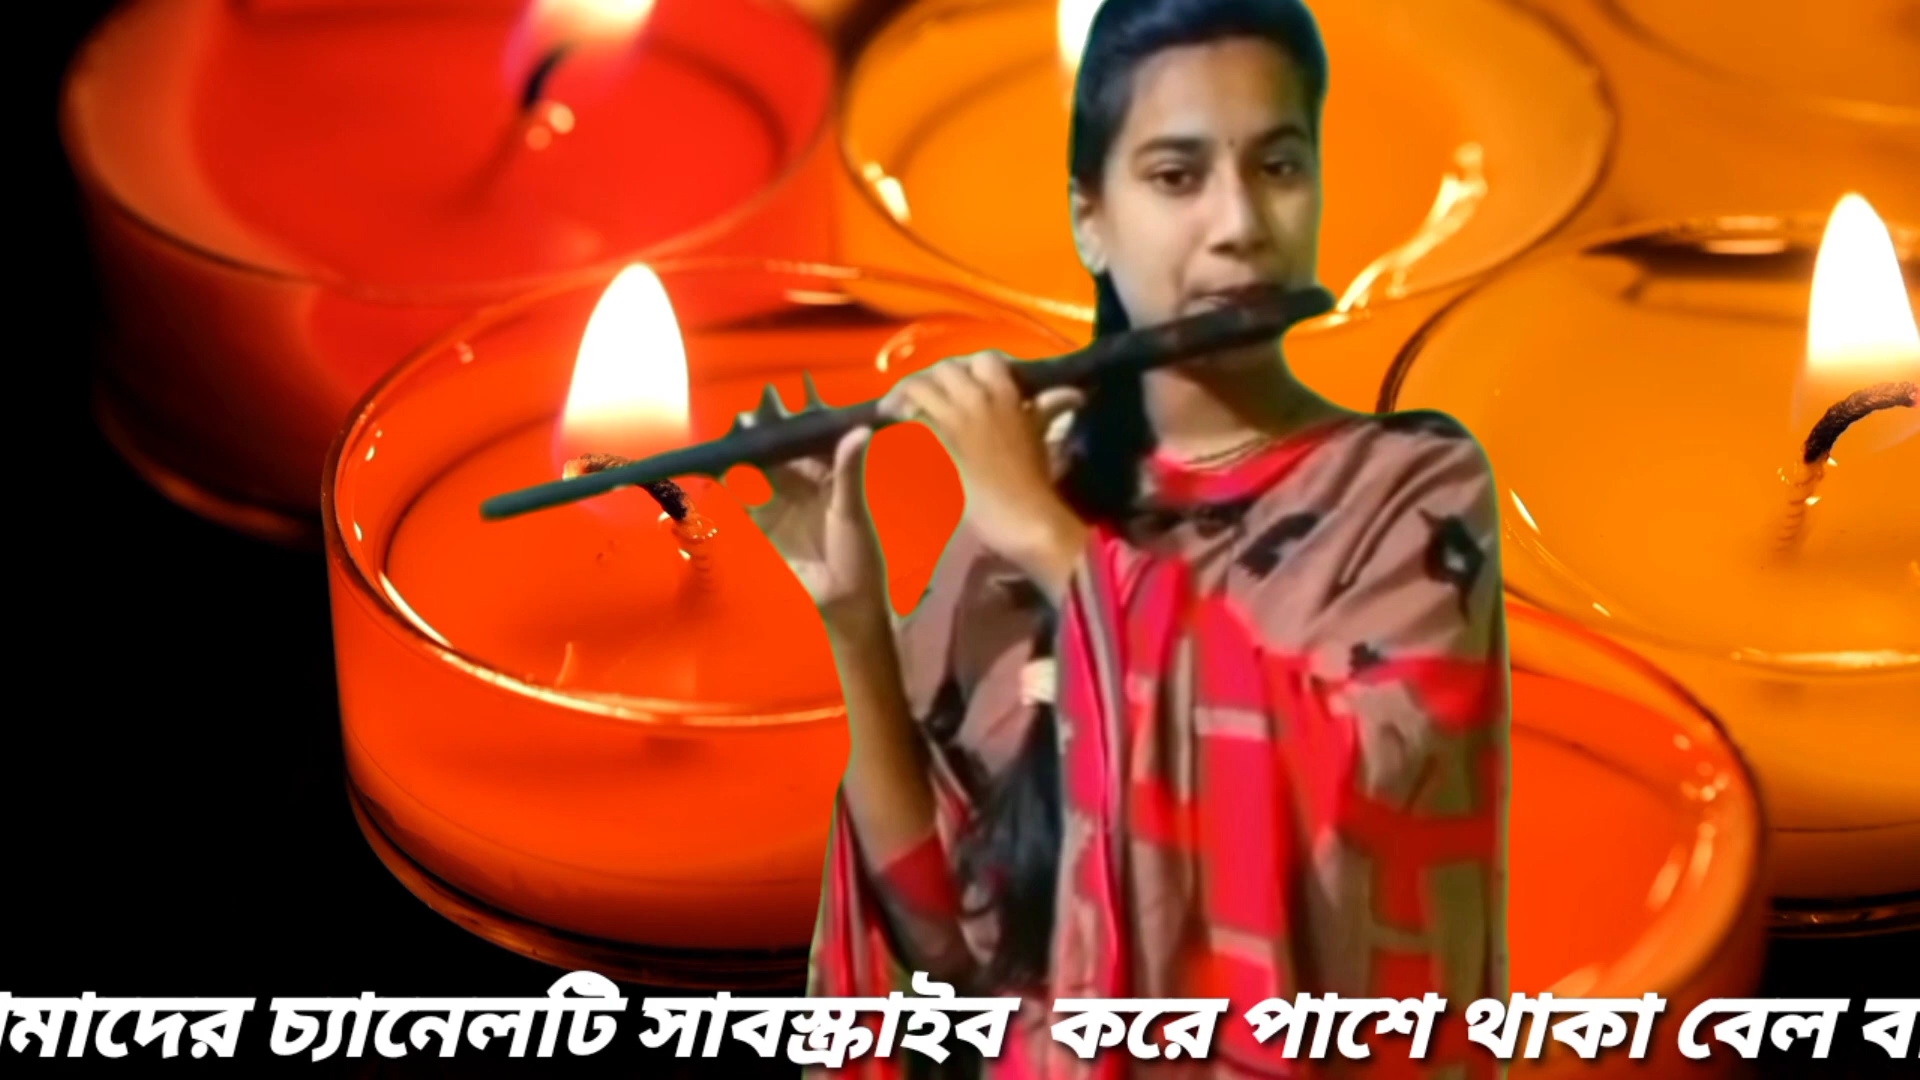 মাদের চ্যানেলটি সাবস্ক্রাইব করে পাশে থাকা বেল